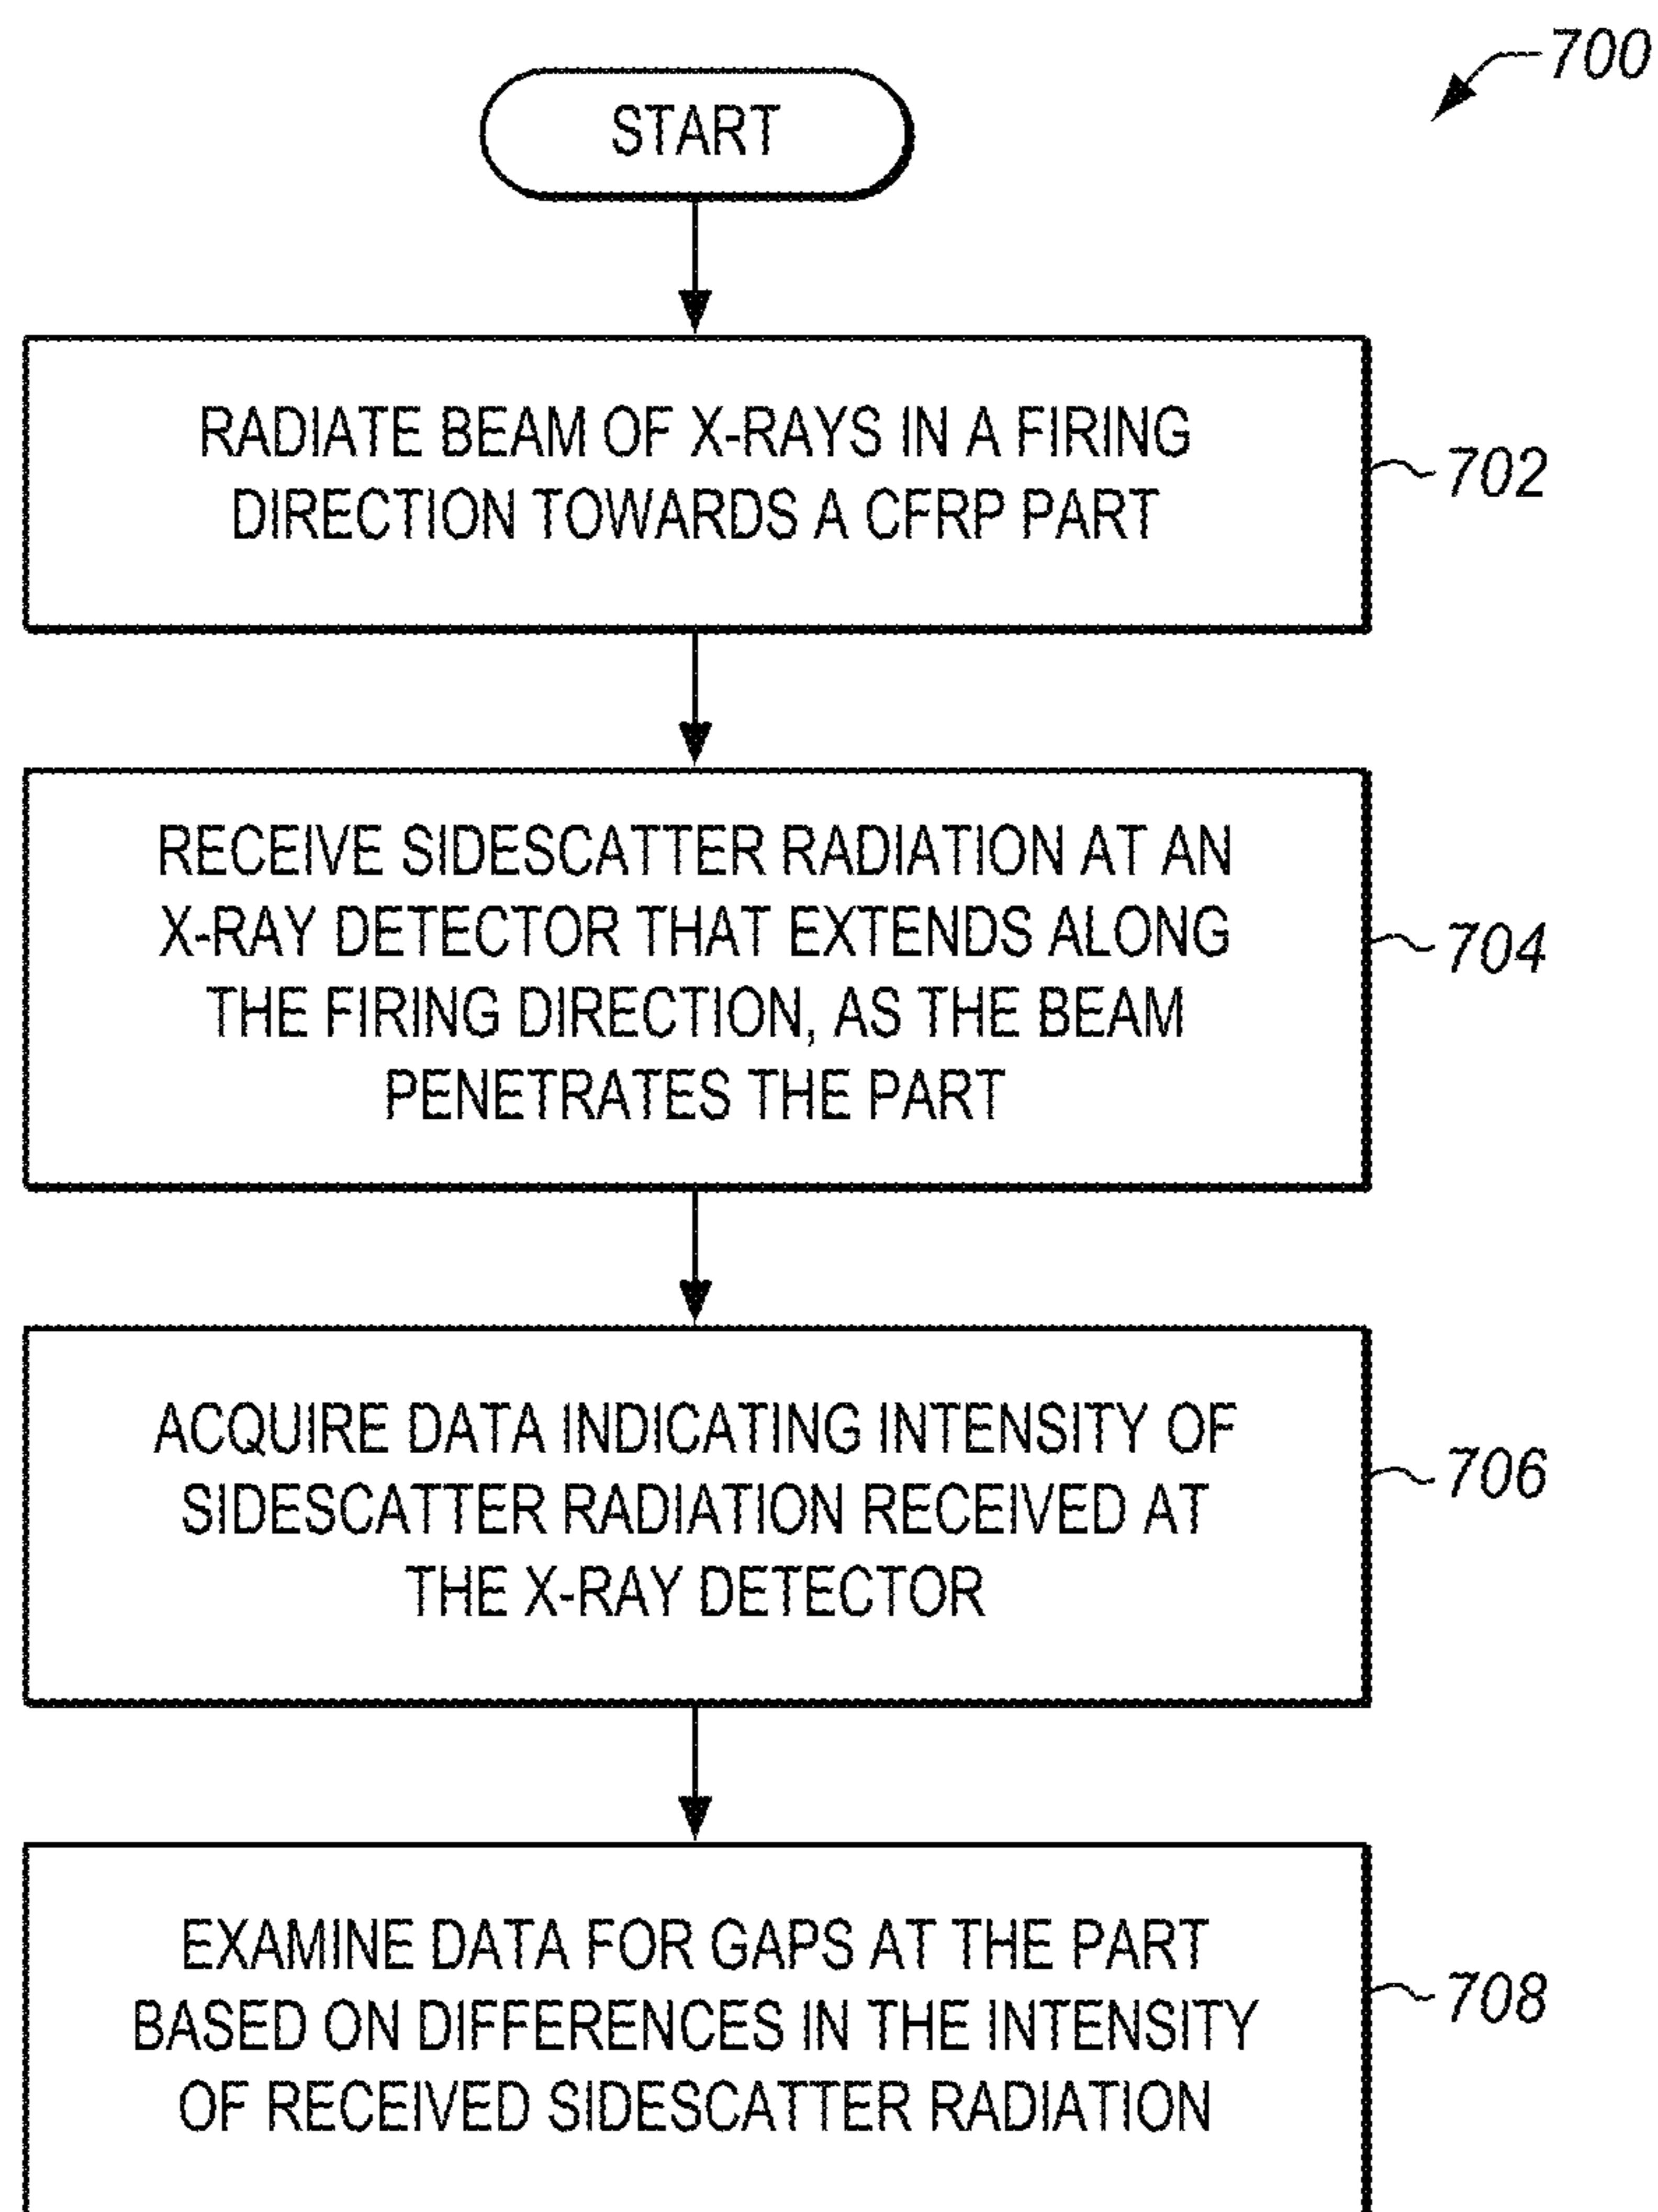 700
START
RADIATE BEAM OF X-RAYS IN A FIRING
DIRECTION TOWARDS A CFRP PART
702
RECEIVE SIDESCATTER RADIATION AT AN
X-RAY DETECTOR THAT EXTENDS ALONG
THE FIRING DIRECTION, AS THE BEAM
PENETRATES THE PART
704
ACQUIRE DATA INDICATING INTENSITY OF
SIDESCATTER RADIATION RECEIVED AT
THE X-RAY DETECTOR
706
EXAMINE DATA FOR GAPS AT THE PART
BASED ON DIFFERENCES IN THE INTENSITY
OF RECEIVED SIDESCATTER RADIATION
708